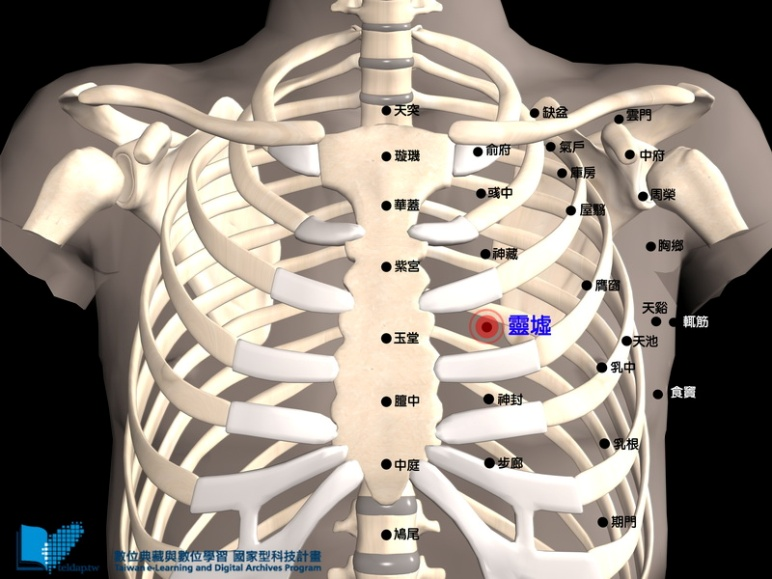 天突
缺盆
雲門
璇璣
俞府
氣戶
中府
庫房
華蓋
彧中
周榮
屋翳
紫宮
神藏
胸鄉
膺窗
天谿
靈墟
輒筋
玉堂
天池
乳中
膻中
神封
食竇
中庭
步廊
乳根
鳩尾
期門
teldap.tw
數位典藏與數位學習 國家型科技計畫
Taiwan e-Learning and Digital Archives Program